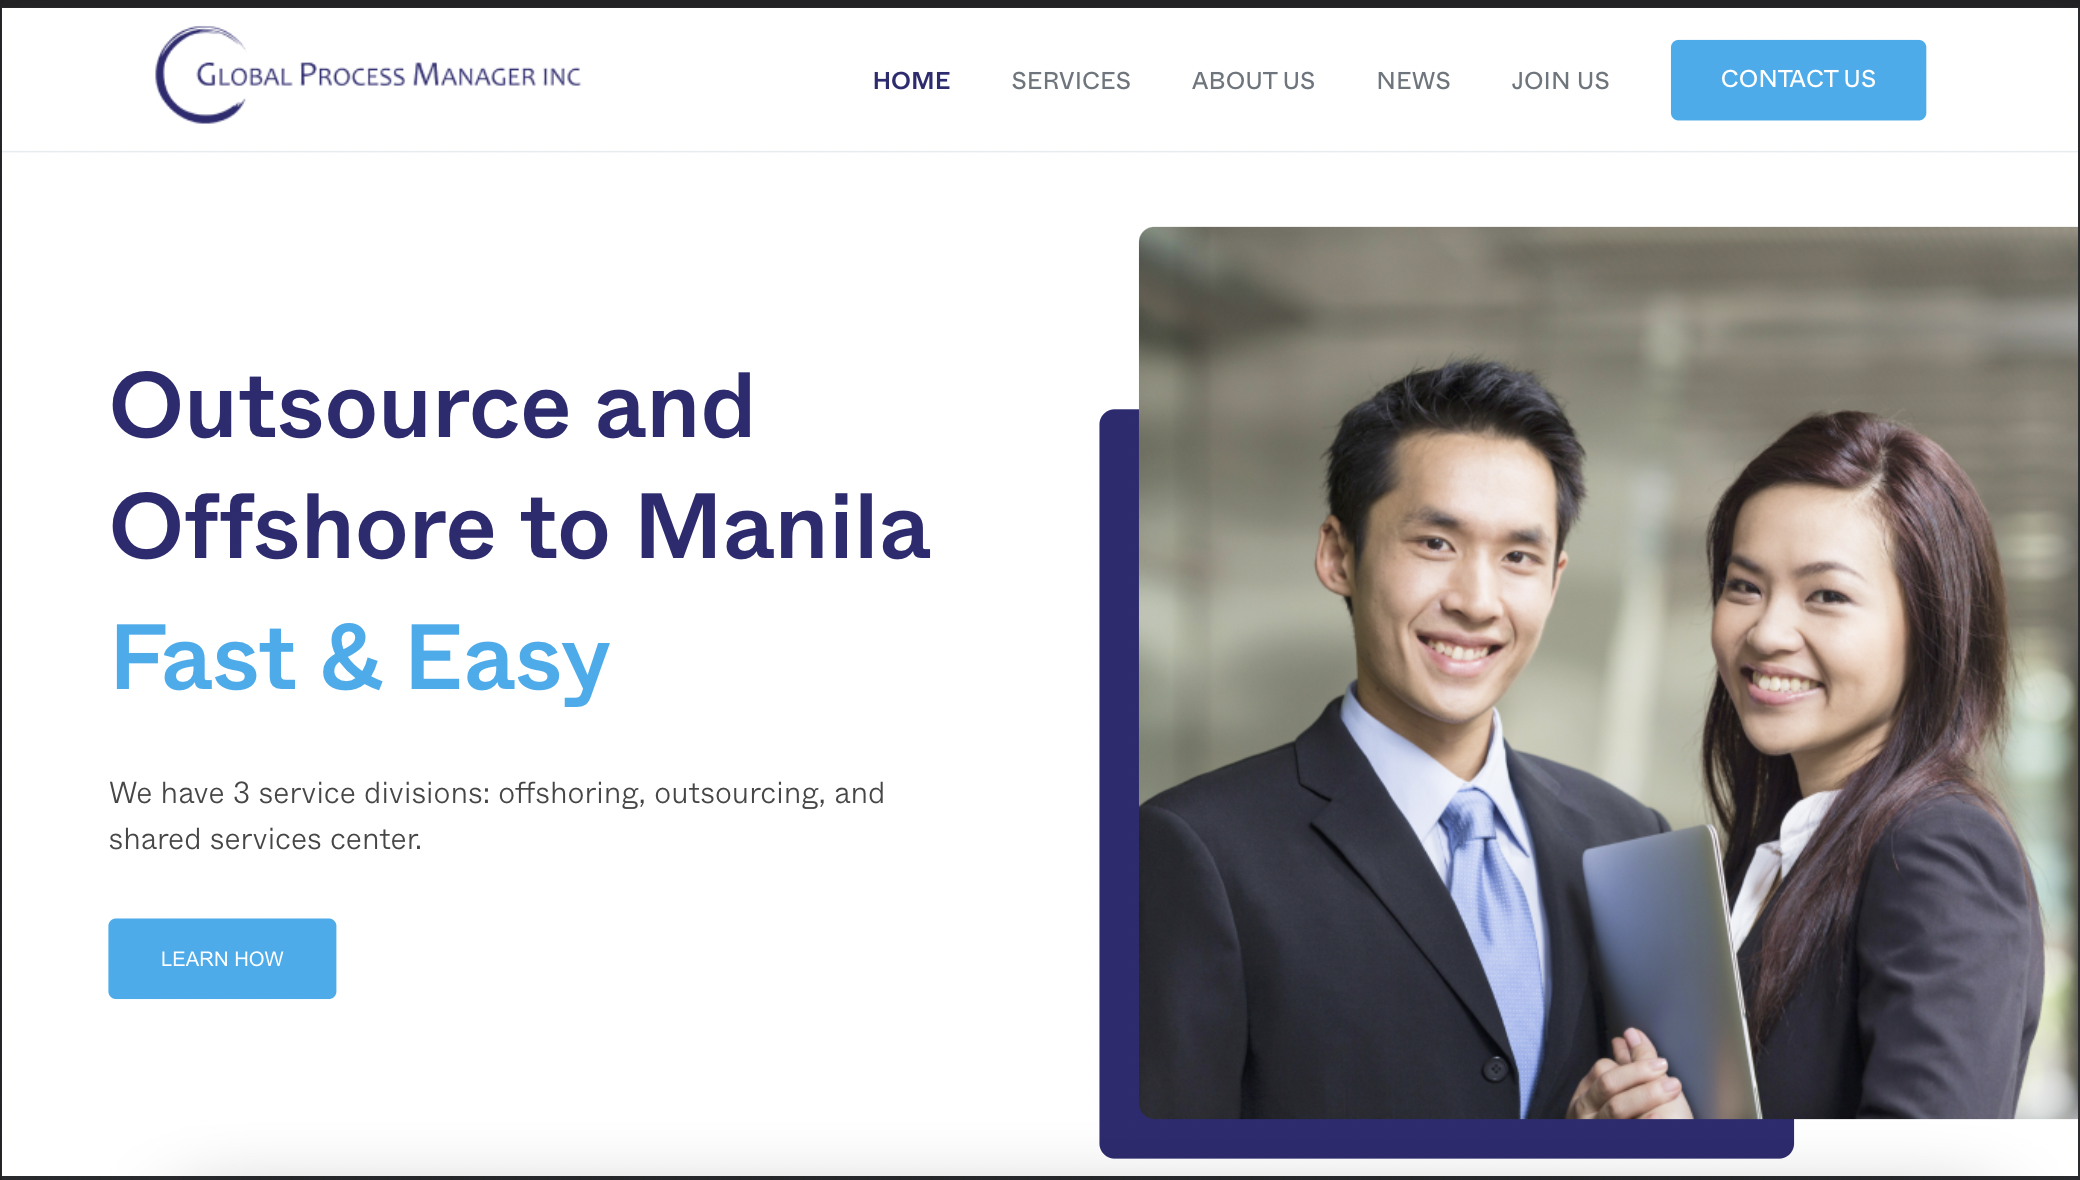 GLOBAL PROCESS MANAGER INC
HOME
SERVICES
ABOUT US
NEWS
JOIN US
CONTACT US
Outsource and
Offshore to Manila
Fast & Easy
We have 3 service divisions: offshoring, outsourcing, and
shared services center.
LEARN HOW